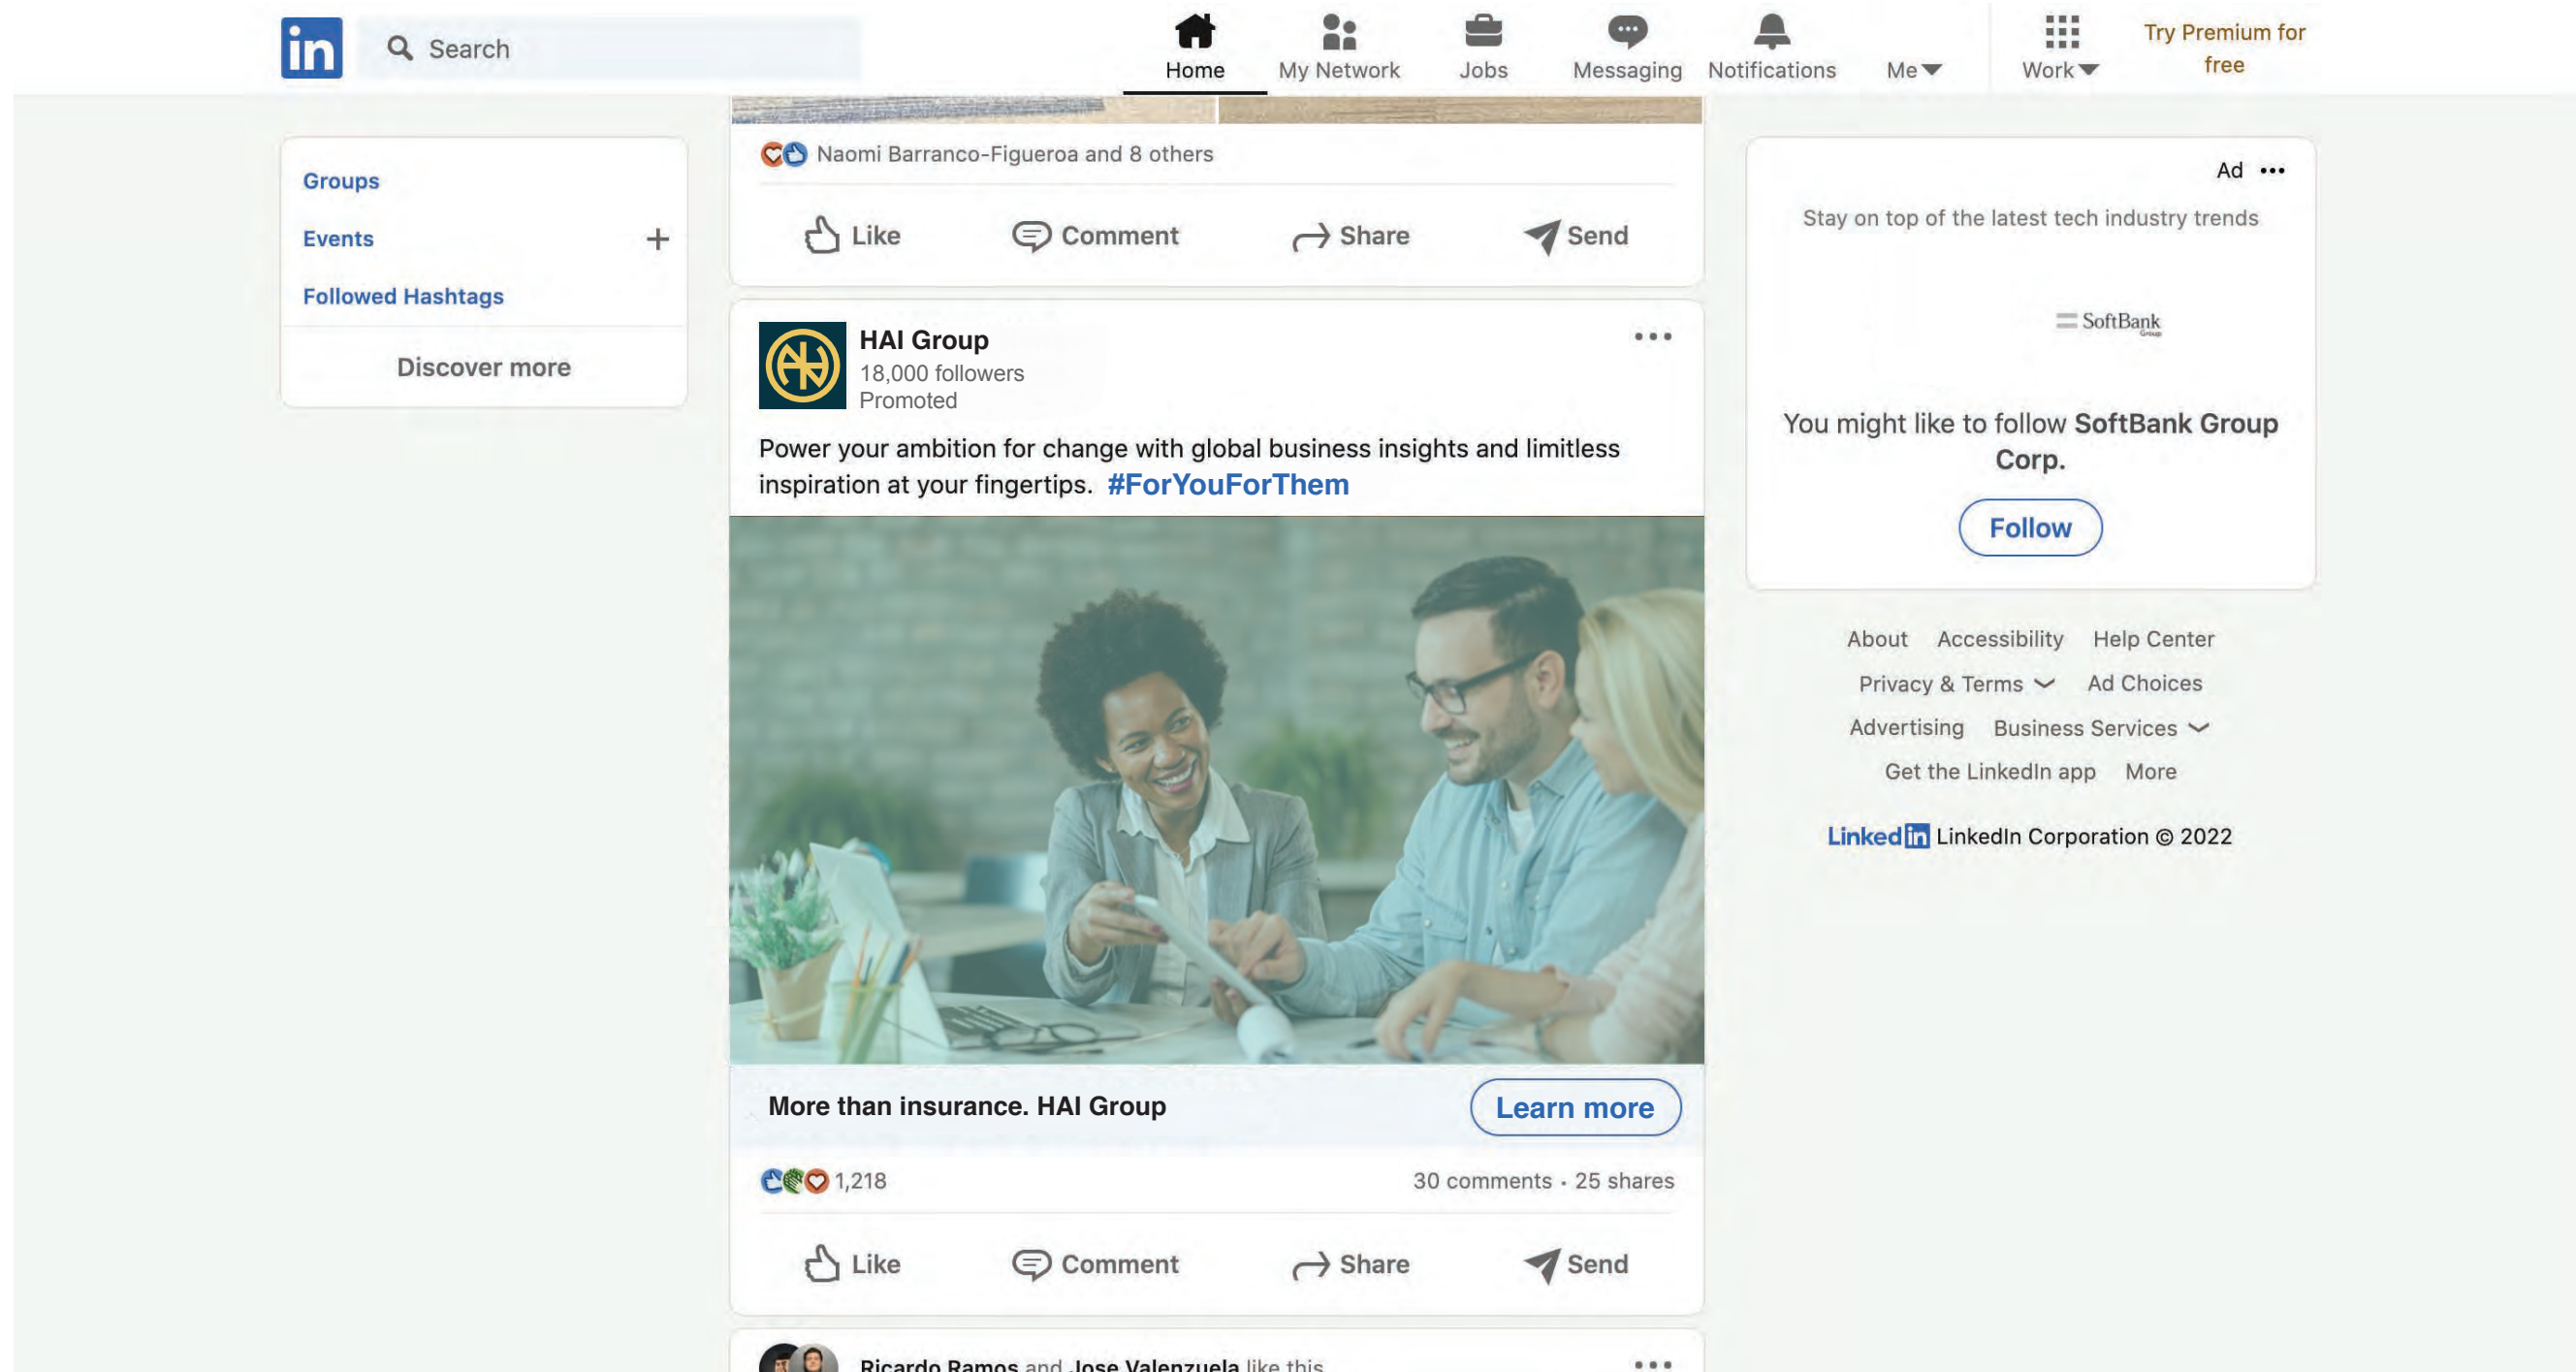 in
Search
Home
My Network
Jobs
Messaging
Notifications
Me
Work
Try Premium for
free
Groups
Events
Followed Hashtags
Discover more
Naomi Barranco-Figueroa and 8 others
Like
Comment
Share
Send
HAI Group
18,000 followers
Promoted
Power your ambition for change with global business insights and limitless
inspiration at your fingertips. #ForYouForThem
More than insurance. HAI Group
Learn more
1,218
30 comments · 25 shares
Like
Comment
Share
Send
Ricardo Ramos and Jose Valenzuela like this
Ad
Stay on top of the latest tech industry trends
SoftBank
Group
You might like to follow SoftBank Group
Corp.
Follow
About Accessibility Help Center
Privacy & Terms Ad Choices
Advertising Business Services
Get the LinkedIn app More
Linkedin LinkedIn Corporation © 2022